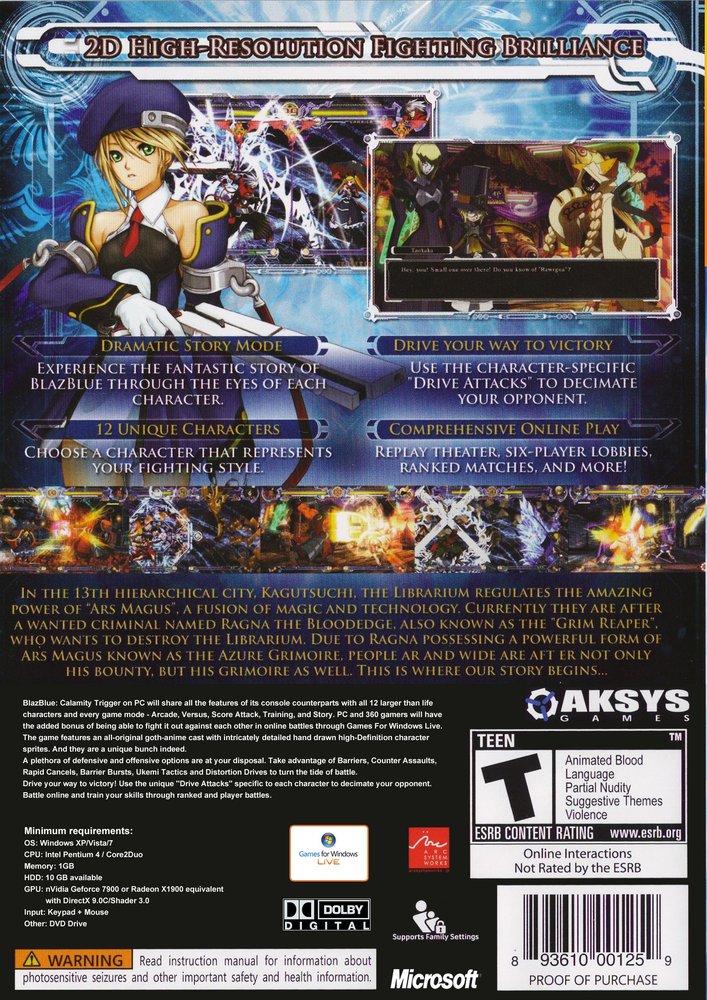 2D High-Resolution Fighting Brilliance
Taokaka
Hey, you! Small one over there! Do you know of "Rawrgna"?
Dramatic Story Mode
Experience the fantastic story of
BlazBlue through the eyes of each
character.
Drive your way to victory
Use the character-specific
"Drive Attacks" to decimate
your opponent.
12 Unique Characters
Choose a character that represents
your fighting style.
Comprehensive Online Play
Replay theater, six-player lobbies,
ranked matches, and more!
In the 13th hierarchical city, Kagutsuchi, the Librarium regulates the amazing
power of "Ars Magus", a fusion of magic and technology. Currently they are after
a wanted criminal named Ragna the Bloodedge, also known as the "Grim Reaper",
who wants to destroy the Librarium. Due to Ragna possessing a powerful form of
Ars Magus known as the Azure Grimoire, people ar and wide are aft er not only
his bounty, but his grimoire as well. This is where our story begins...
BlazBlue: Calamity Trigger on PC will share all the features of its console counterparts with all 12 larger than life
characters and every game mode - Arcade, Versus, Score Attack, Training, and Story. PC and 360 gamers will have
the added bonus of being able to fight it out against each other in online battles through Games For Windows Live.
The game features an all-original goth-anime cast with intricately detailed hand drawn high-Definition character
sprites. And they are a unique bunch indeed.
A plethora of defensive and offensive options are at your disposal. Take advantage of Barriers, Counter Assaults,
Rapid Cancels, Barrier Bursts, Ukemi Tactics and Distortion Drives to turn the tide of battle.
Drive your way to victory! Use the unique "Drive Attacks" specific to each character to decimate your opponent.
Battle online and train your skills through ranked and player battles.
AKSYS
GAMES
TEEN
TM
T
Animated Blood
Language
Partial Nudity
Suggestive Themes
Violence
ESRB CONTENT RATING www.esrb.org
Online Interactions
Not Rated by the ESRB
Minimum requirements:
OS: Windows XP/Vista/7
CPU: Intel Pentium 4 / Core2Duo
Memory: 1GB
HDD: 10 GB available
GPU: nVidia Geforce 7900 or Radeon X1900 equivalent
with DirectX 9.0C/Shader 3.0
Input: Keypad + Mouse
Other: DVD Drive
Games for Windows
LIVE
ARC
SYSTEM
WORKS
DOLBY
DIGITAL
Supports Family Settings
8 93610 00125 9
PROOF OF PURCHASE
WARNING Read instruction manual for information about
photosensitive seizures and other important safety and health information.
Microsoft